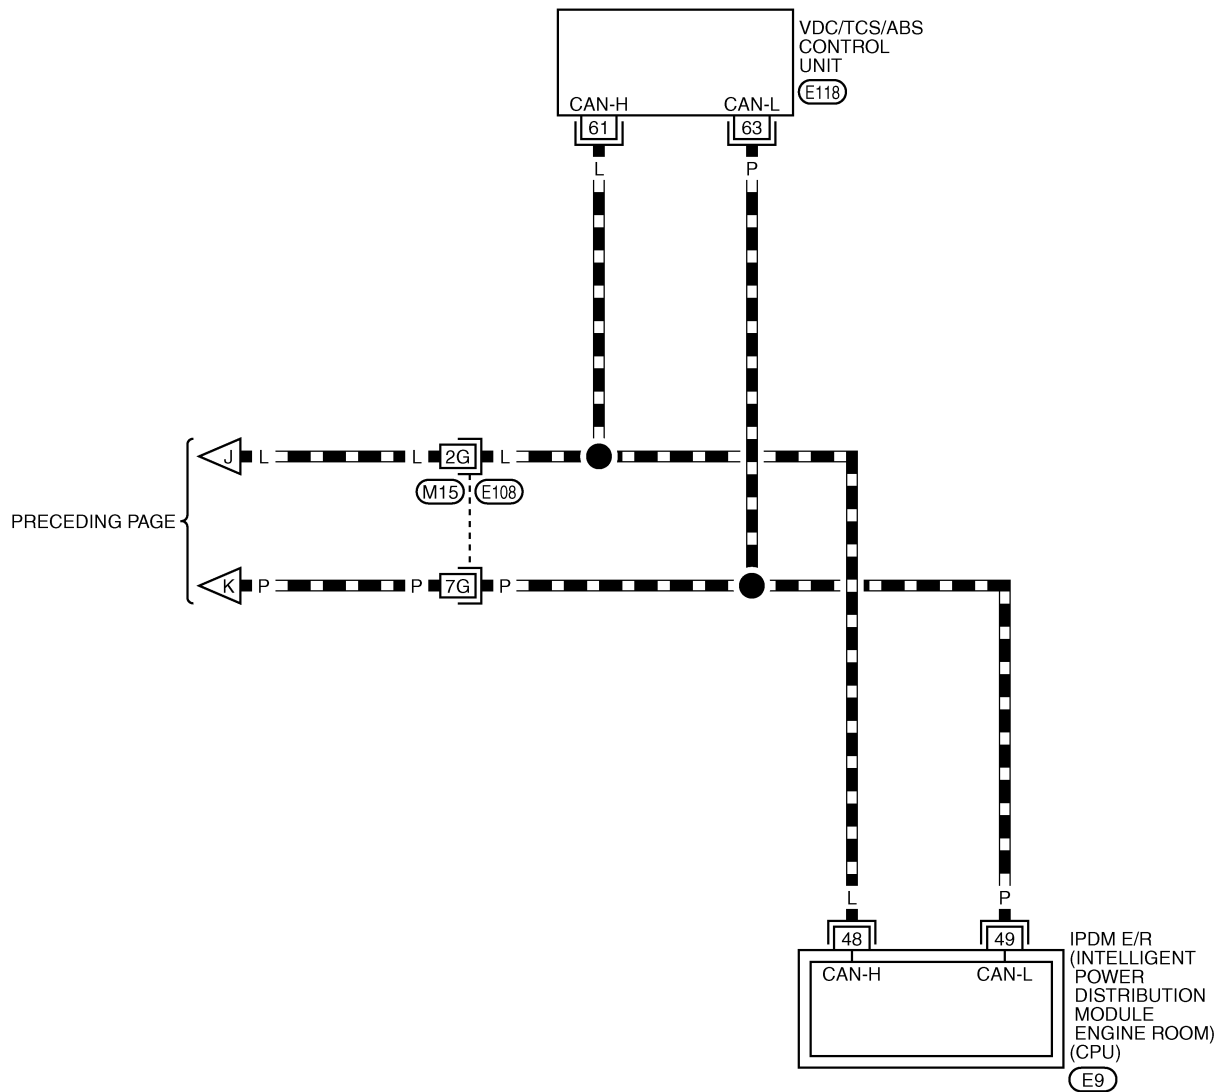 VDC/TCS/ABS
CONTROL
UNIT
E118
CAN-H CAN-L
61 63
L P
J L L 2G L
M15 E108
PRECEDING PAGE
K P P 7G P
L P
48 49
CAN-H CAN-L
IPDM E/R
(INTELLIGENT
POWER
DISTRIBUTION
MODULE
ENGINE ROOM)
(CPU)
E9